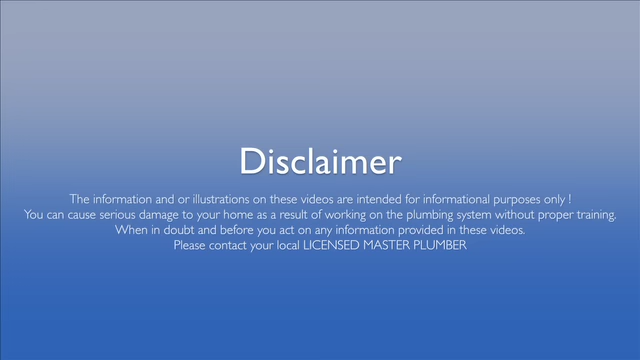 Disclaimer
The information and or illustrations on these videos are intended for informational purposes only !
You can cause serious damage to your home as a result of working on the plumbing system without proper training.
When in doubt and before you act on any information provided in these videos.
Please contact your local LICENSED MASTER PLUMBER